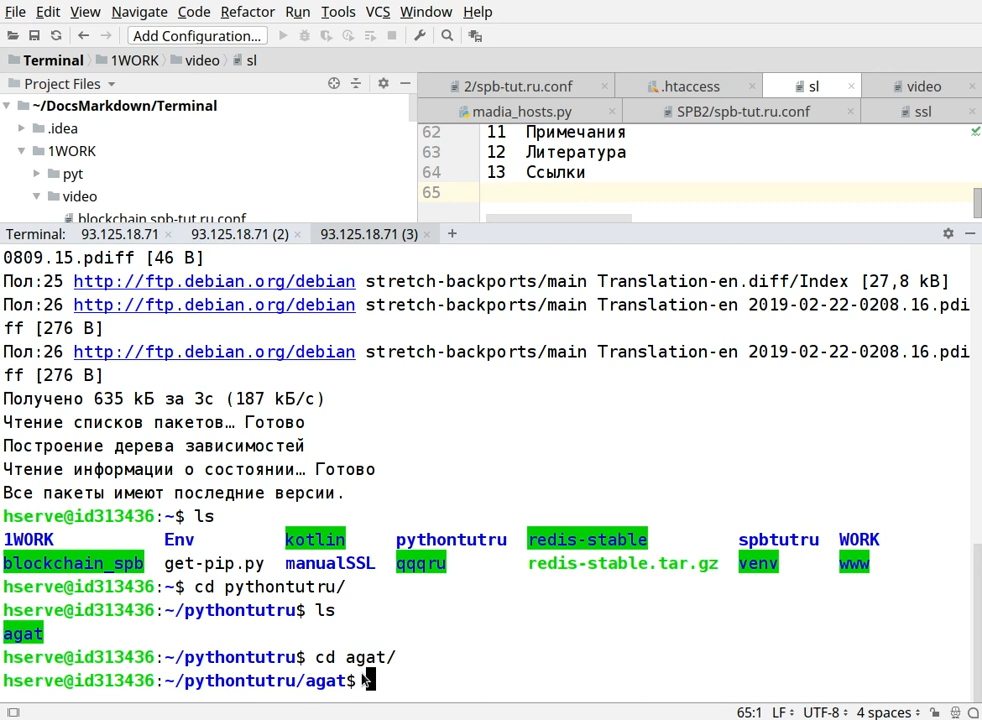 File Edit View Navigate Code Refactor Run Tools VCS Window Help
Add Configuration...
Terminal 1WORK video sl
Project Files
2/spb-tut.ru.conf .htaccess sl video
madia_hosts.py SPB2/spb-tut.ru.conf ssl
~/DocsMarkdown/Terminal
.idea
1WORK
pyt
video
blockchain.spb-tut.ru.conf
62 11 Примечания
63 12 Литература
64 13 Ссылки
65
Terminal: 93.125.18.71 93.125.18.71 (2) 93.125.18.71 (3) +
0809.15.pdiff [46 B]
Пол:25 http://ftp.debian.org/debian stretch-backports/main Translation-en.diff/Index [27,8 kB]
Пол:26 http://ftp.debian.org/debian stretch-backports/main Translation-en 2019-02-22-0208.16.pdi
ff [276 B]
Пол:26 http://ftp.debian.org/debian stretch-backports/main Translation-en 2019-02-22-0208.16.pdi
ff [276 B]
Получено 635 kБ за 3с (187 kБ/c)
Чтение списков пакетов… Готово
Построение дерева зависимостей
Чтение информации о состоянии… Готово
Все пакеты имеют последние версии.
hserve@id313436:~$ ls
1WORK Env kotlin pythontutru redis-stable spbtutru WORK
blockchain_spb get-pip.py manualSSL qqqru redis-stable.tar.gz venv www
hserve@id313436:~$ cd pythontutru/
hserve@id313436:~/pythontutru$ ls
agat
hserve@id313436:~/pythontutru$ cd agat/
hserve@id313436:~/pythontutru/agat$
65:1 LF UTF-8 4 spaces